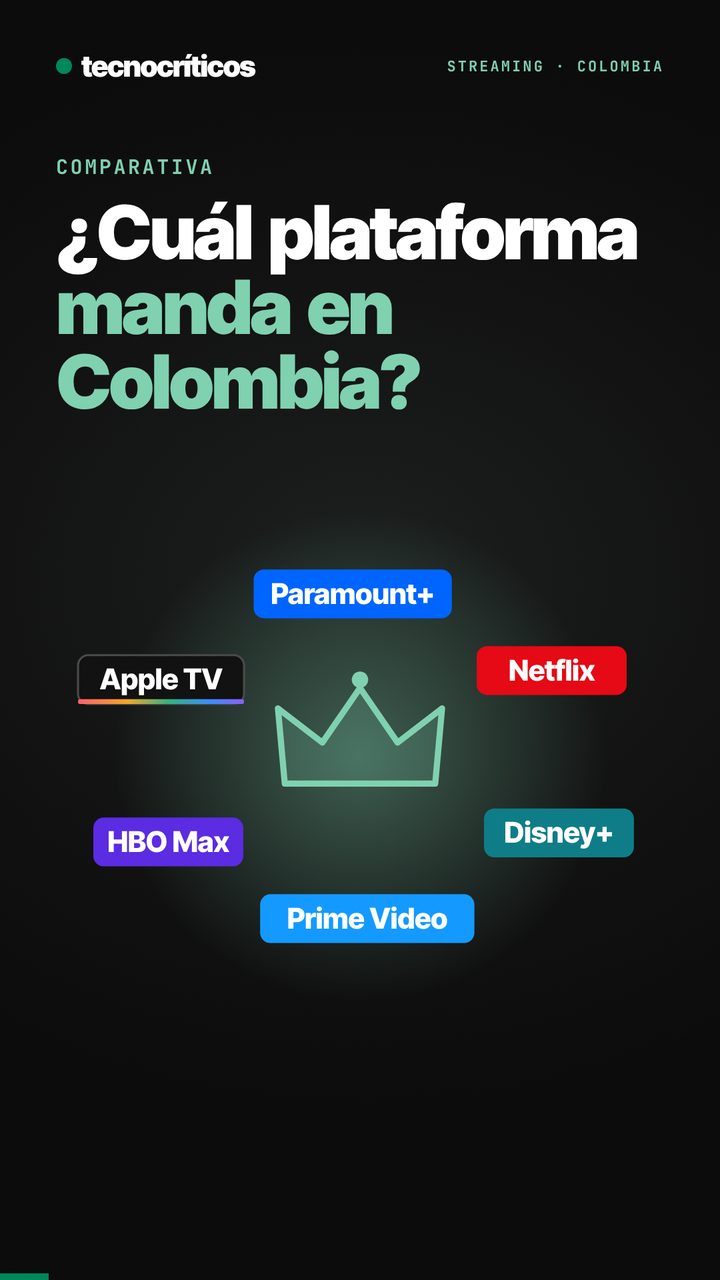 tecnocríticos
STREAMING · COLOMBIA
COMPARATIVA
¿Cuál plataforma
manda en
Colombia?
Paramount+
Apple TV
Netflix
HBO Max
Disney+
Prime Video